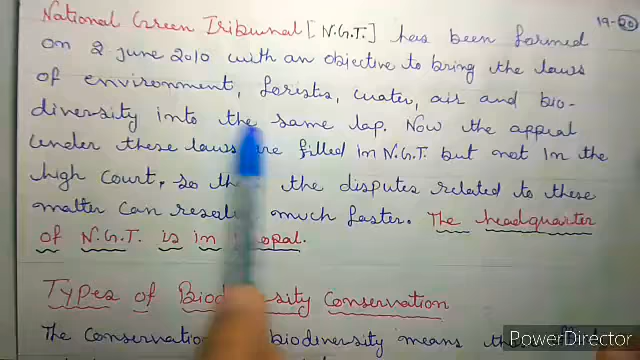 19-20
National Green Tribunal [N.G.T.] has been formed
on 2 June 2010 with an objective to bring the laws
of environment, forists, water, air and bio-
diversity into the same lap. Now the appeal
under these laws are filled in N.G.T. but not in the
high Court, so the disputes related to these
matter can much faster. The headquarter
of N.G.T. is in
Types of Biodiversity Conservation
The Conservation biodiversity means the
PowerDirector